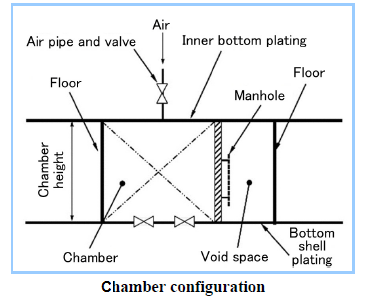 Air
Air pipe and valve
Inner bottom plating
Floor
Floor
Manhole
Chamber
height
Chamber
Void space
Bottom
shell
plating
Chamber configuration